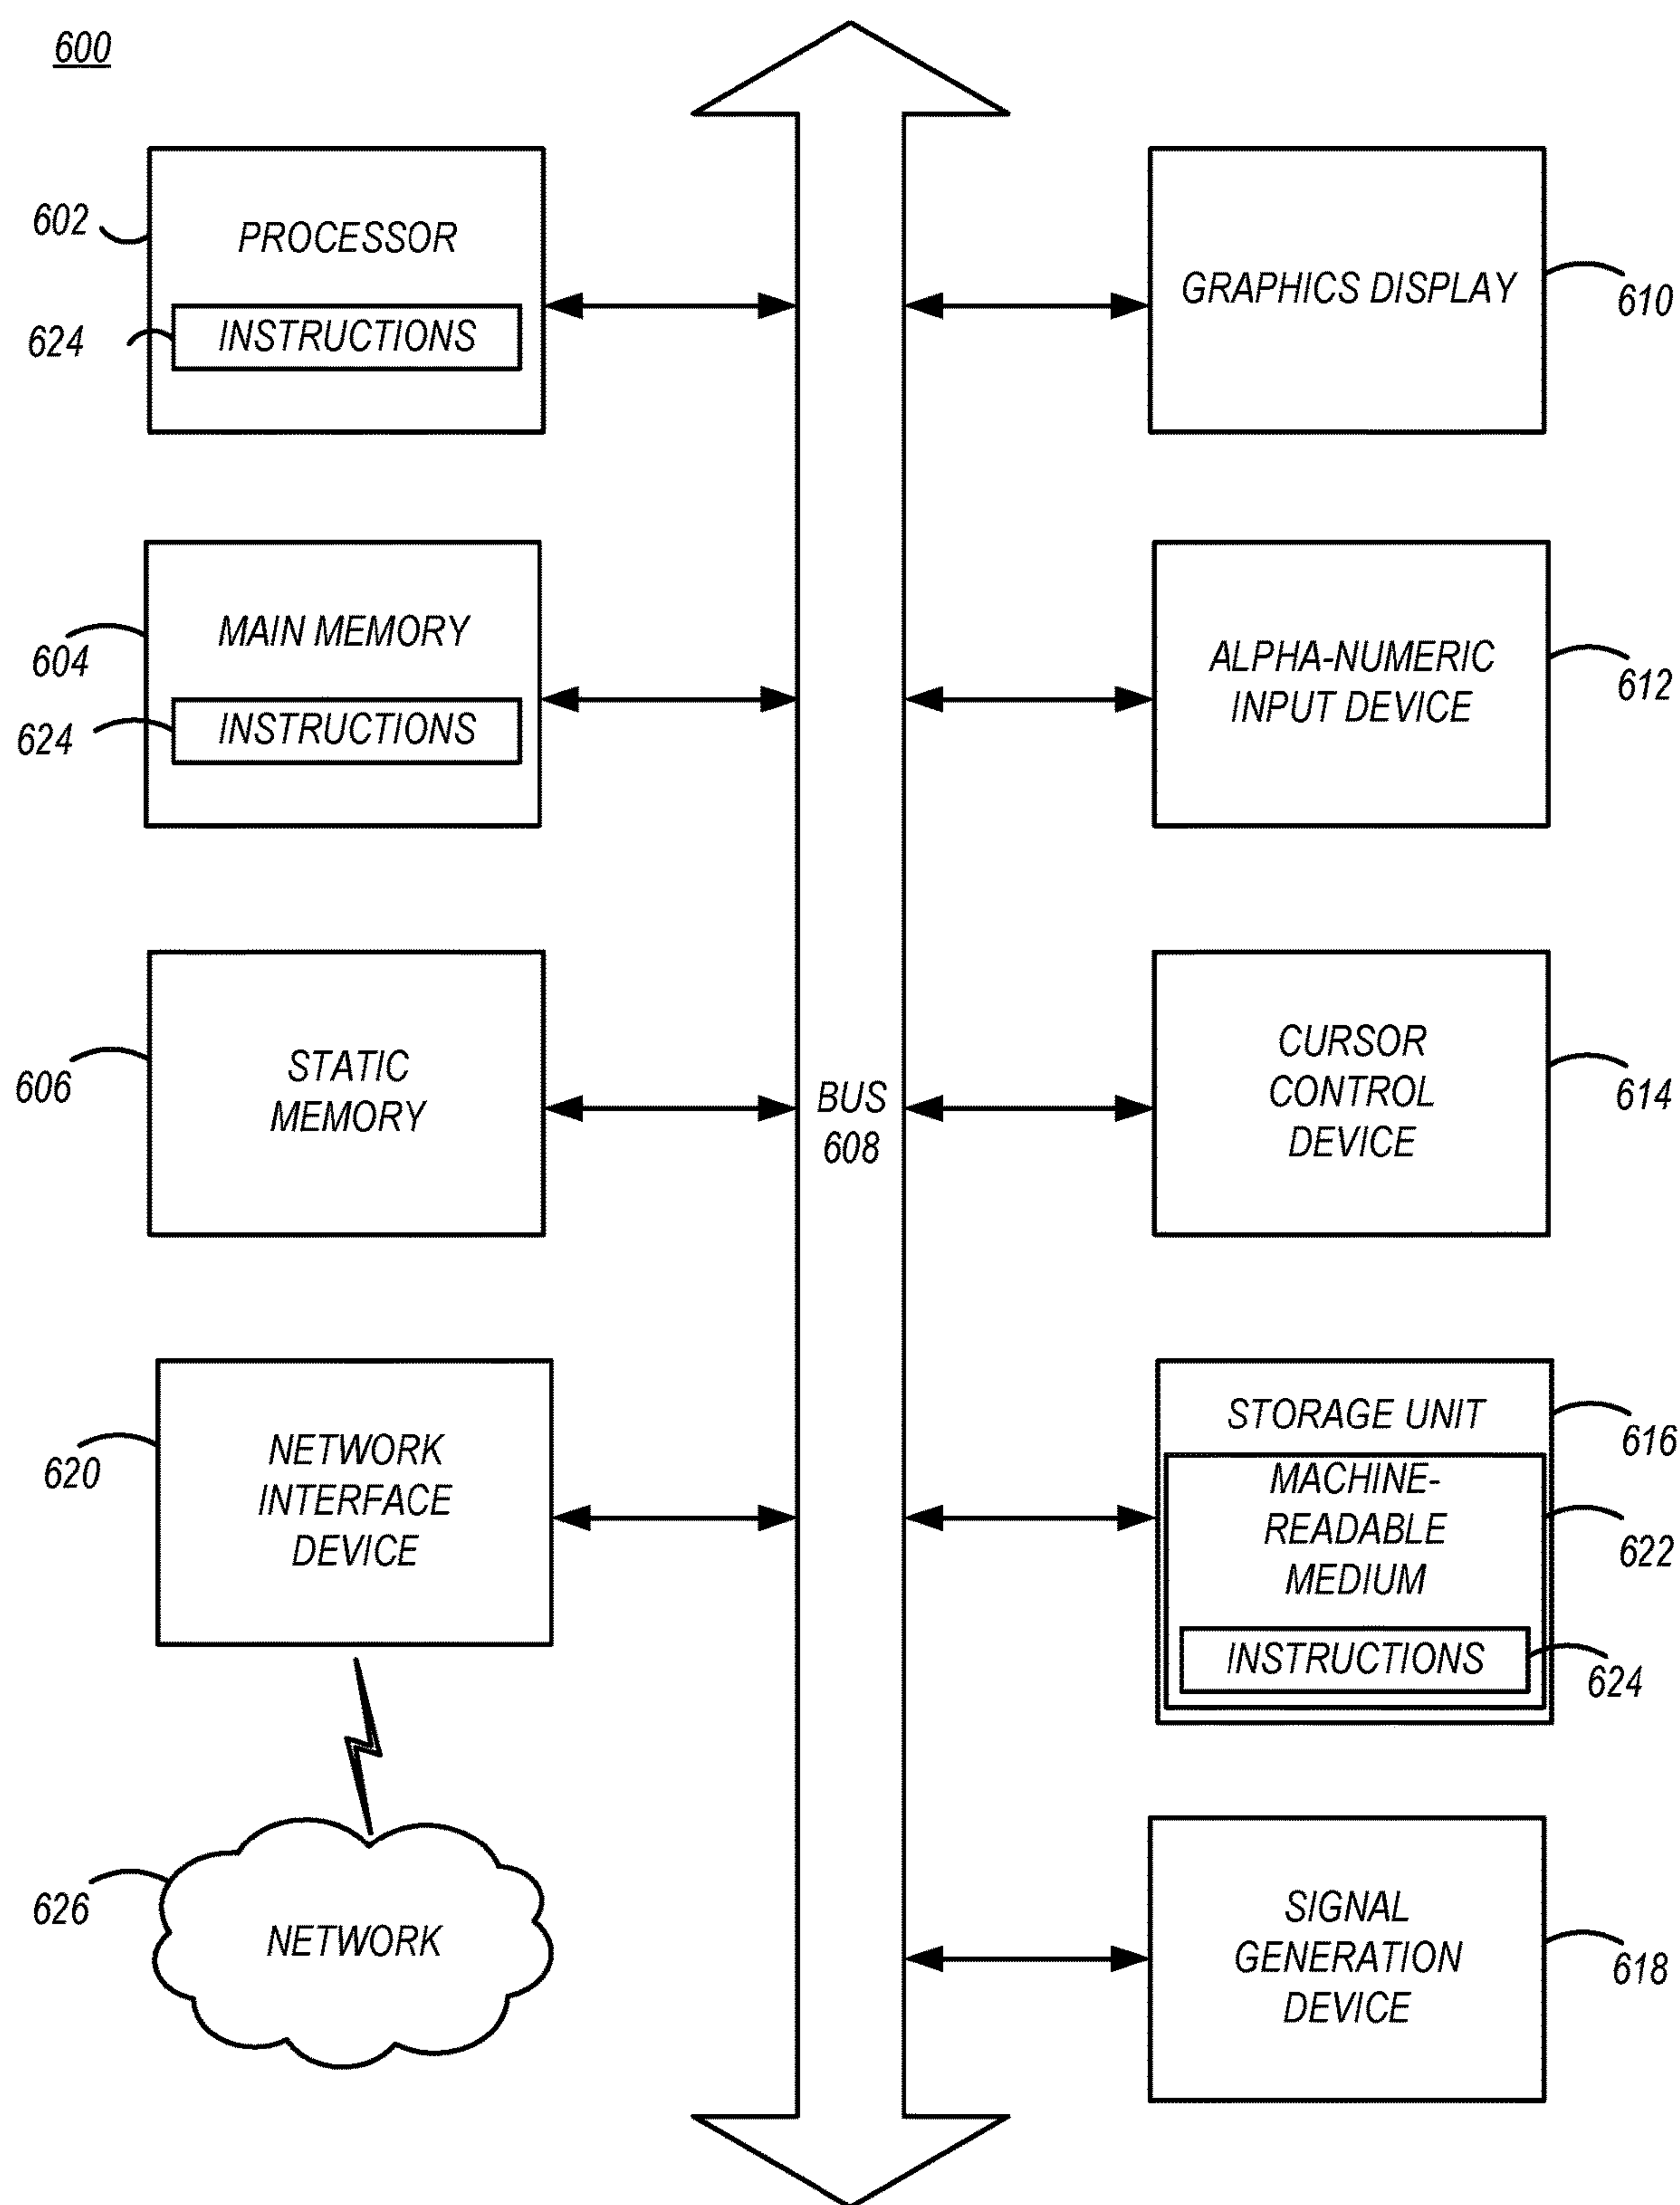 600
602
PROCESSOR
624
INSTRUCTIONS
GRAPHICS DISPLAY
610
604
MAIN MEMORY
624
INSTRUCTIONS
ALPHA-NUMERIC
INPUT DEVICE
612
606
STATIC
MEMORY
BUS
608
CURSOR
CONTROL
DEVICE
614
620
NETWORK
INTERFACE
DEVICE
STORAGE UNIT
616
MACHINE-
READABLE
MEDIUM
622
INSTRUCTIONS
624
626
NETWORK
SIGNAL
GENERATION
DEVICE
618